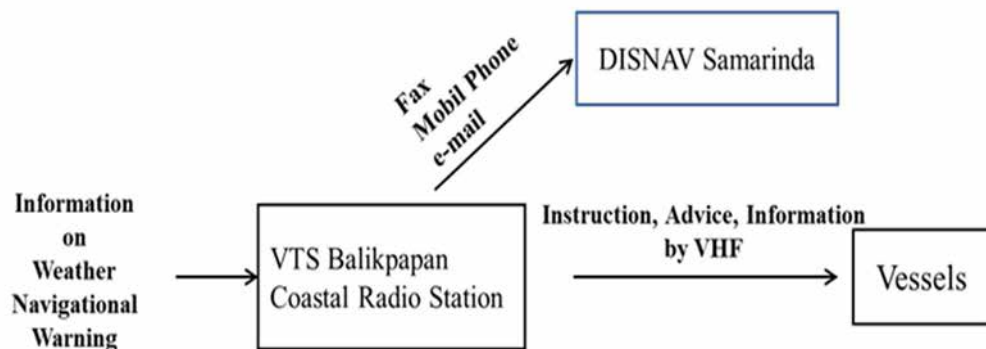 Fax
Mobil Phone
e-mail
DISNAV Samarinda
Information
on
Weather
Navigational
Warning
VTS Balikpapan
Coastal Radio Station
Instruction, Advice, Information
by VHF
Vessels